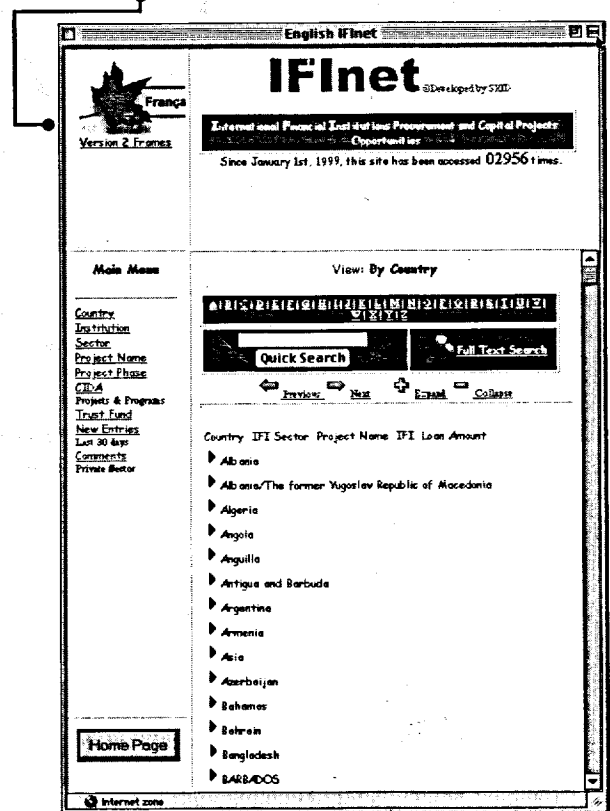 English IFInet
IFInet
©Developed by SXIL
França
Version 2 Frames
International Financial Institutions Procurement and Capital Projects
Opportunities
Since January 1st, 1999, this site has been accessed 02956 times.
Main Menu
Country
Institution
Sector
Project Name
Project Phase
CIDA
Projects & Programs
Trust Fund
New Entries
Last 30 days
Comments
Private Sector
Home Page
View: By Country
A|B|C|D|E|F|G|H|I|J|K|L|M|N|O|P|Q|R|S|T|U|V|
W|X|Y|Z
Quick Search
Full Text Search
Previous Next Expand Collapse
Country IFI Sector Project Name IFI Loan Amount
Albania
Albania/The former Yugoslav Republic of Macedonia
Algeria
Angola
Anguilla
Antigua and Barbuda
Argentina
Armenia
Asia
Azerbaijan
Bahamas
Bahrain
Bangladesh
BARBADOS
Internet zone